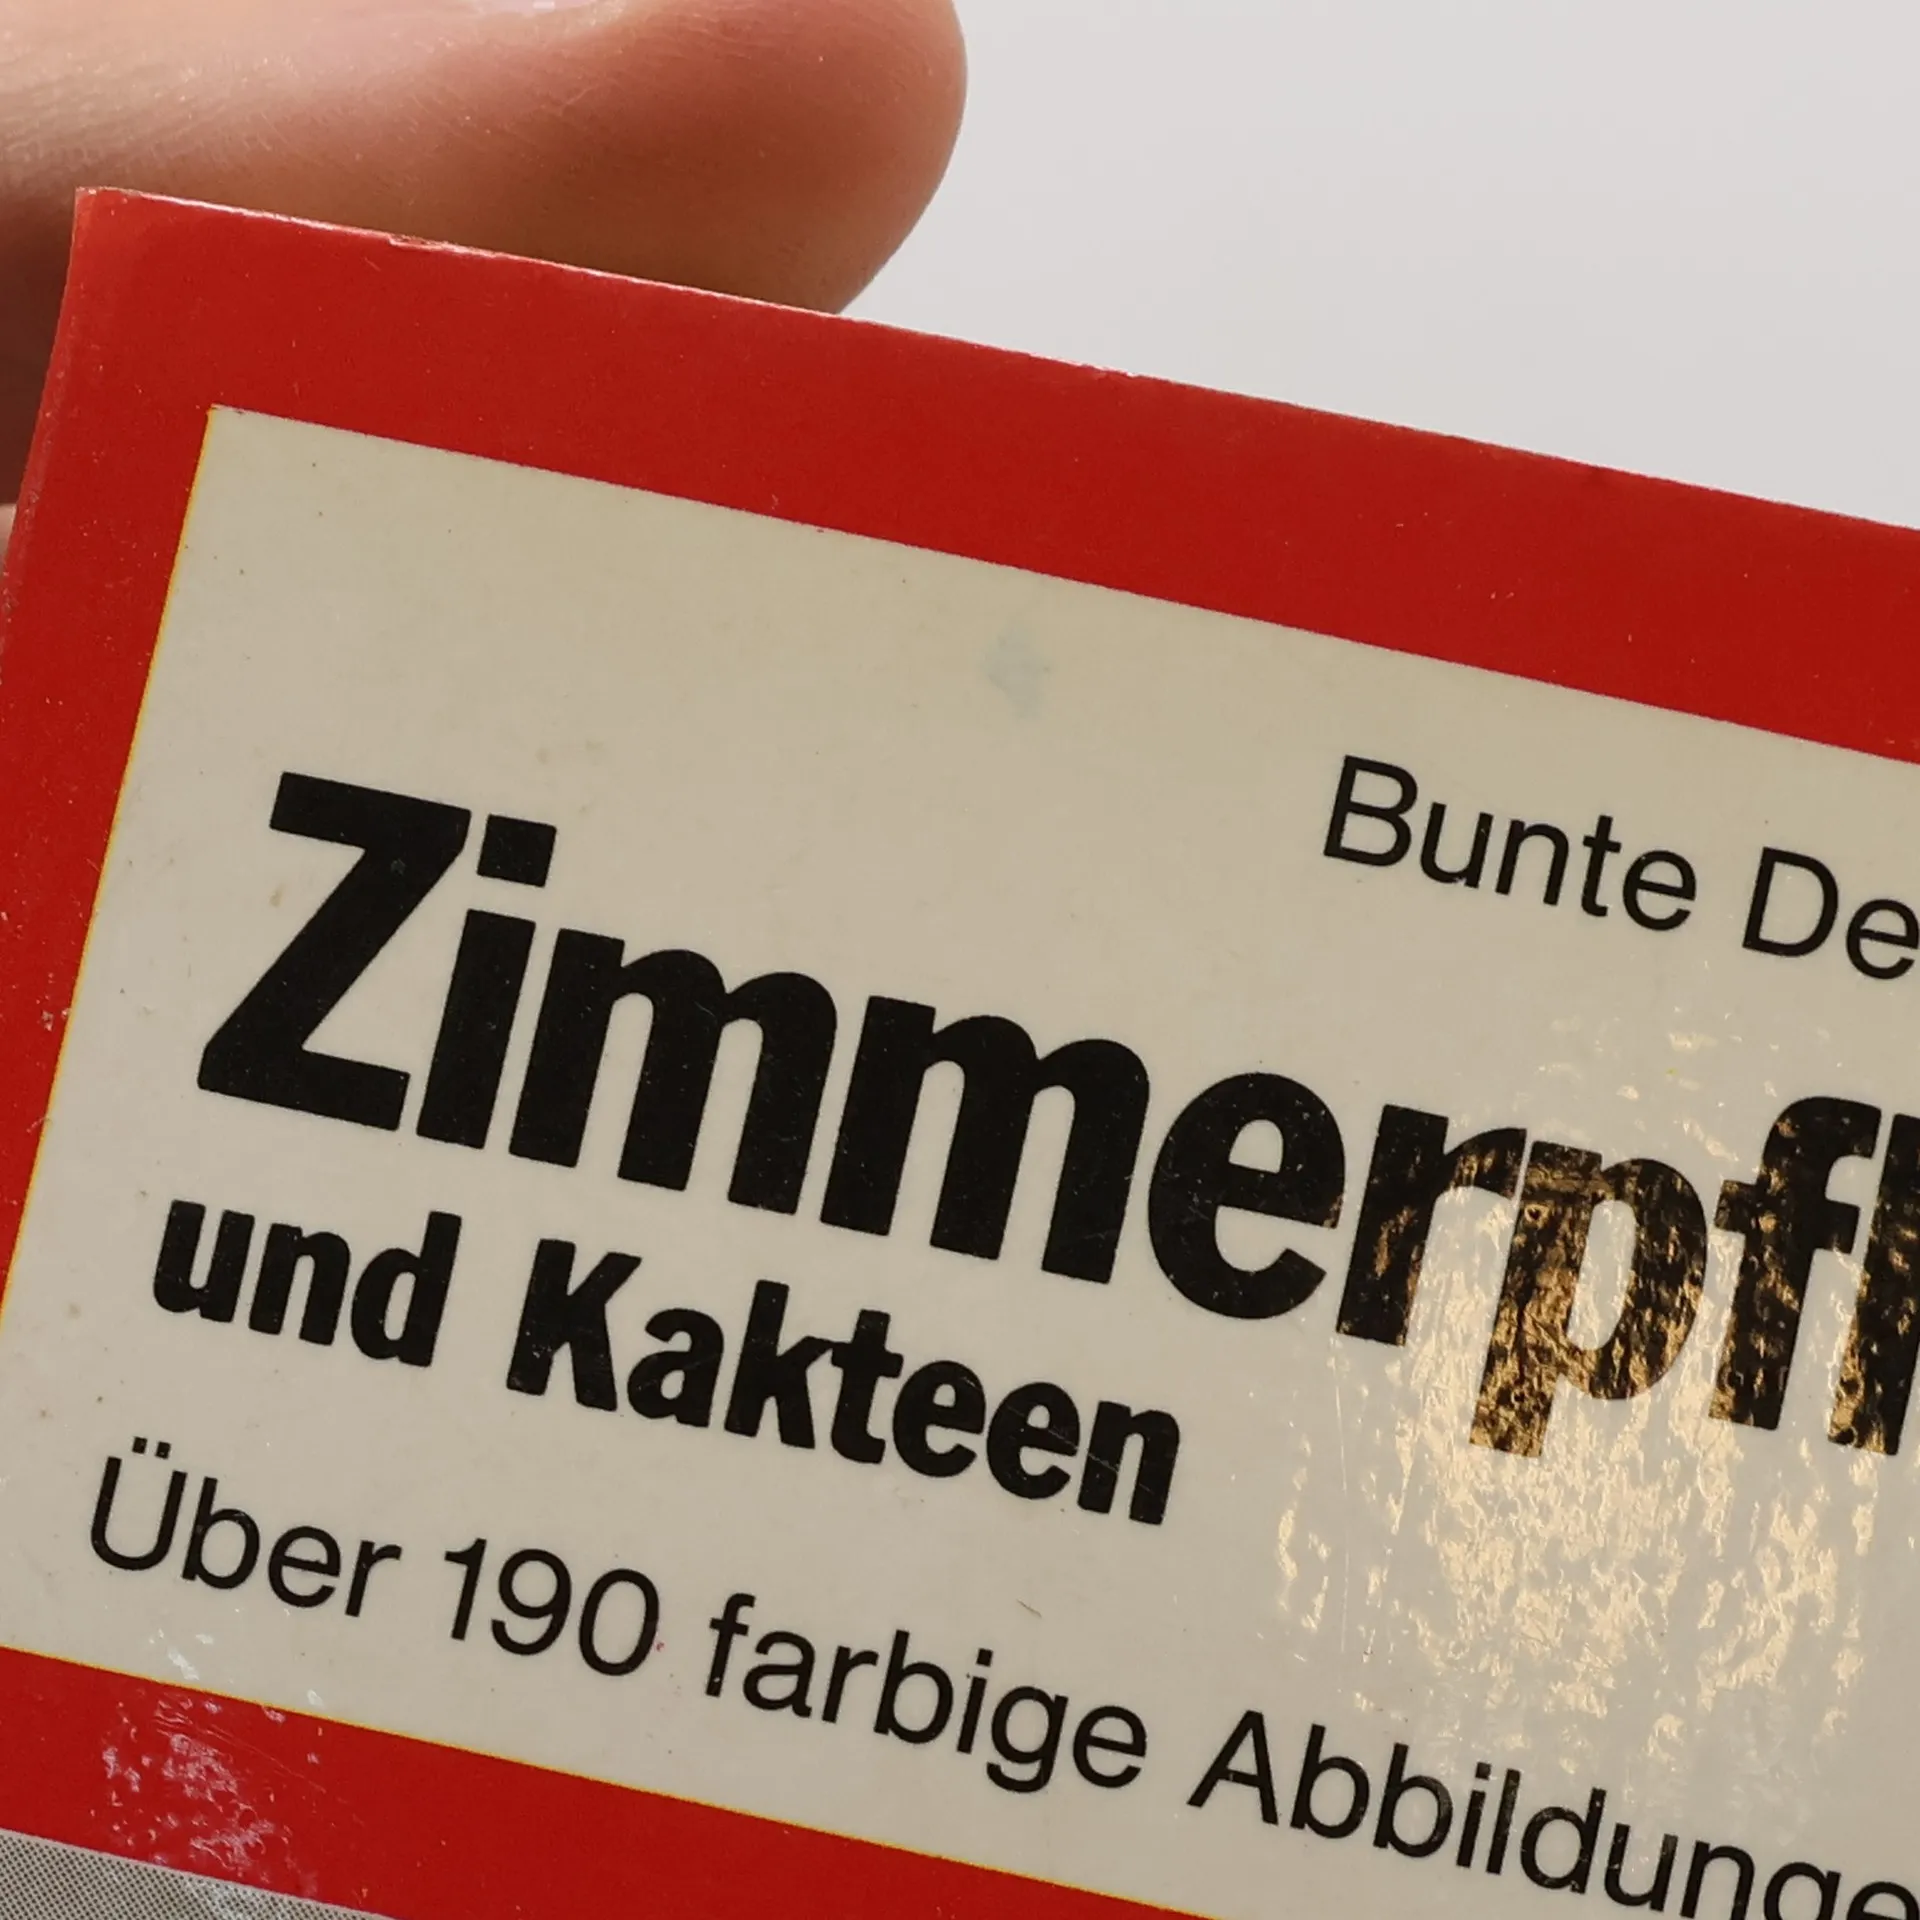 Bunte De
Zimmerpfl
und Kakteen
Über 190 farbige Abbildunge